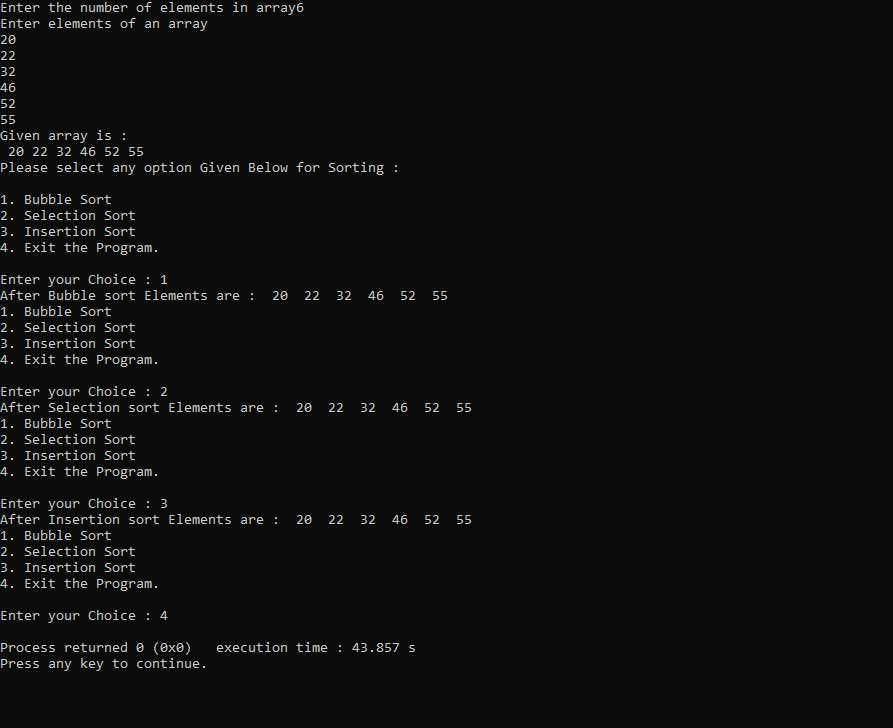 Enter the number of elements in array6
Enter elements of an array
20
22
32
46
52
55
Given array is :
 20 22 32 46 52 55
Please select any option Given Below for Sorting :

1. Bubble Sort
2. Selection Sort
3. Insertion Sort
4. Exit the Program.

Enter your Choice : 1
After Bubble sort Elements are :  20  22  32  46  52  55
1. Bubble Sort
2. Selection Sort
3. Insertion Sort
4. Exit the Program.

Enter your Choice : 2
After Selection sort Elements are :  20  22  32  46  52  55
1. Bubble Sort
2. Selection Sort
3. Insertion Sort
4. Exit the Program.

Enter your Choice : 3
After Insertion sort Elements are :  20  22  32  46  52  55
1. Bubble Sort
2. Selection Sort
3. Insertion Sort
4. Exit the Program.

Enter your Choice : 4

Process returned 0 (0x0)   execution time : 43.857 s
Press any key to continue.